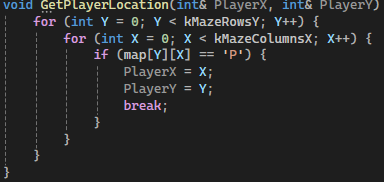 void GetPlayerLocation(int& PlayerX, int& PlayerY)
    for (int Y = 0; Y < kMazeRowsY; Y++) {
        for (int X = 0; X < kMazeColumnsX; X++) {
            if (map[Y][X] == 'P') {
                PlayerX = X;
                PlayerY = Y;
                break;
            }
        }
    }
}